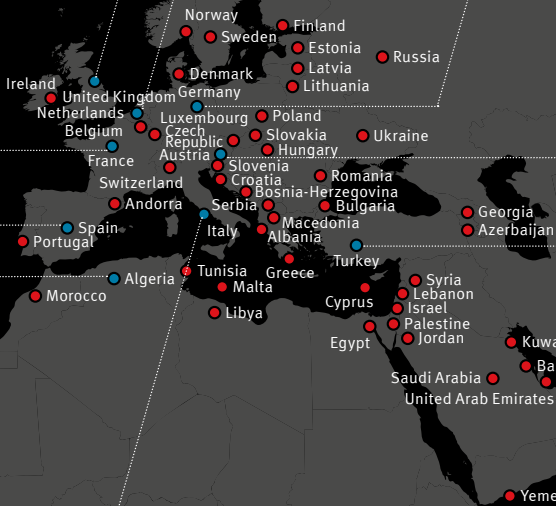 Norway
Finland
Sweden
Estonia
Russia
Latvia
Denmark
Lithuania
Ireland
Germany
United Kingdom
Netherlands
Luxembourg
Poland
Belgium
Czech
Republic
Slovakia
Ukraine
Hungary
Austria
France
Slovenia
Switzerland
Croatia
Romania
Bosnia-Herzegovina
Andorra
Serbia
Bulgaria
Georgia
Macedonia
Spain
Italy
Azerbaijan
Albania
Portugal
Turkey
Tunisia
Greece
Algeria
Syria
Malta
Lebanon
Morocco
Cyprus
Israel
Libya
Palestine
Jordan
Egypt
Kuwa
Ba
Saudi Arabia
United Arab Emirates
Yeme